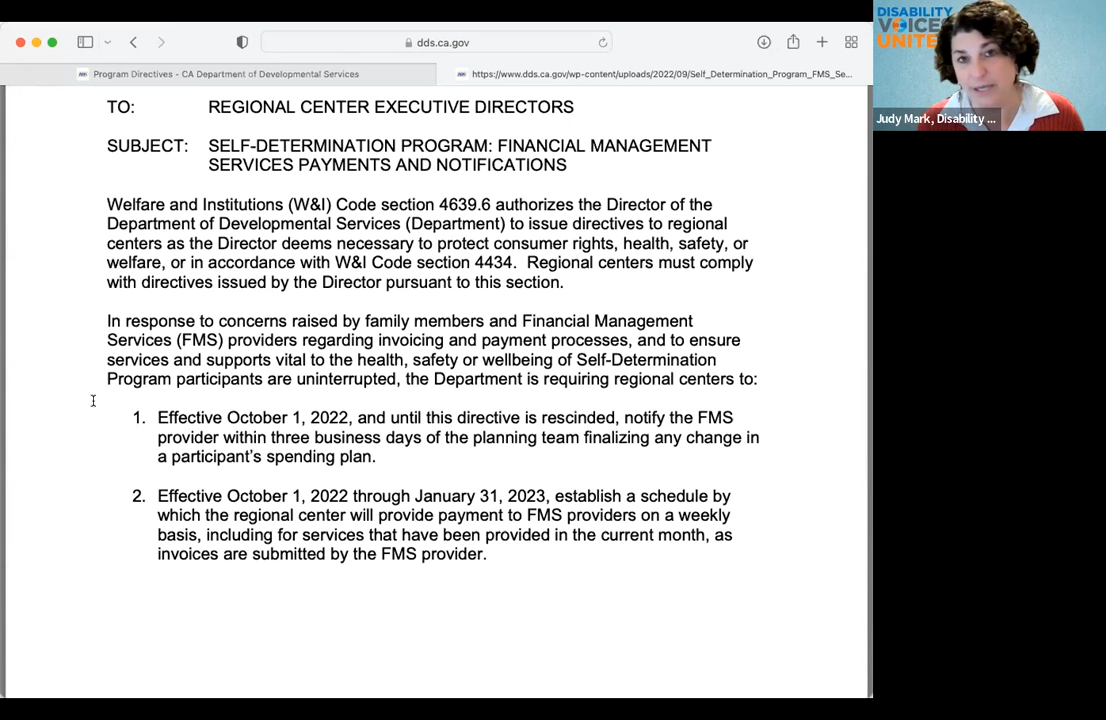 dds.ca.gov
Program Directives - CA Department of Developmental Services
https://www.dds.ca.gov/wp-content/uploads/2022/09/Self_Determination_Program_FMS_Se...
DISABILITY
VOICES
UNITE
Judy Mark, Disability ...
TO: REGIONAL CENTER EXECUTIVE DIRECTORS
SUBJECT: SELF-DETERMINATION PROGRAM: FINANCIAL MANAGEMENT
SERVICES PAYMENTS AND NOTIFICATIONS
Welfare and Institutions (W&I) Code section 4639.6 authorizes the Director of the
Department of Developmental Services (Department) to issue directives to regional
centers as the Director deems necessary to protect consumer rights, health, safety, or
welfare, or in accordance with W&I Code section 4434. Regional centers must comply
with directives issued by the Director pursuant to this section.
In response to concerns raised by family members and Financial Management
Services (FMS) providers regarding invoicing and payment processes, and to ensure
services and supports vital to the health, safety or wellbeing of Self-Determination
Program participants are uninterrupted, the Department is requiring regional centers to:
1. Effective October 1, 2022, and until this directive is rescinded, notify the FMS
provider within three business days of the planning team finalizing any change in
a participant's spending plan.
2. Effective October 1, 2022 through January 31, 2023, establish a schedule by
which the regional center will provide payment to FMS providers on a weekly
basis, including for services that have been provided in the current month, as
invoices are submitted by the FMS provider.